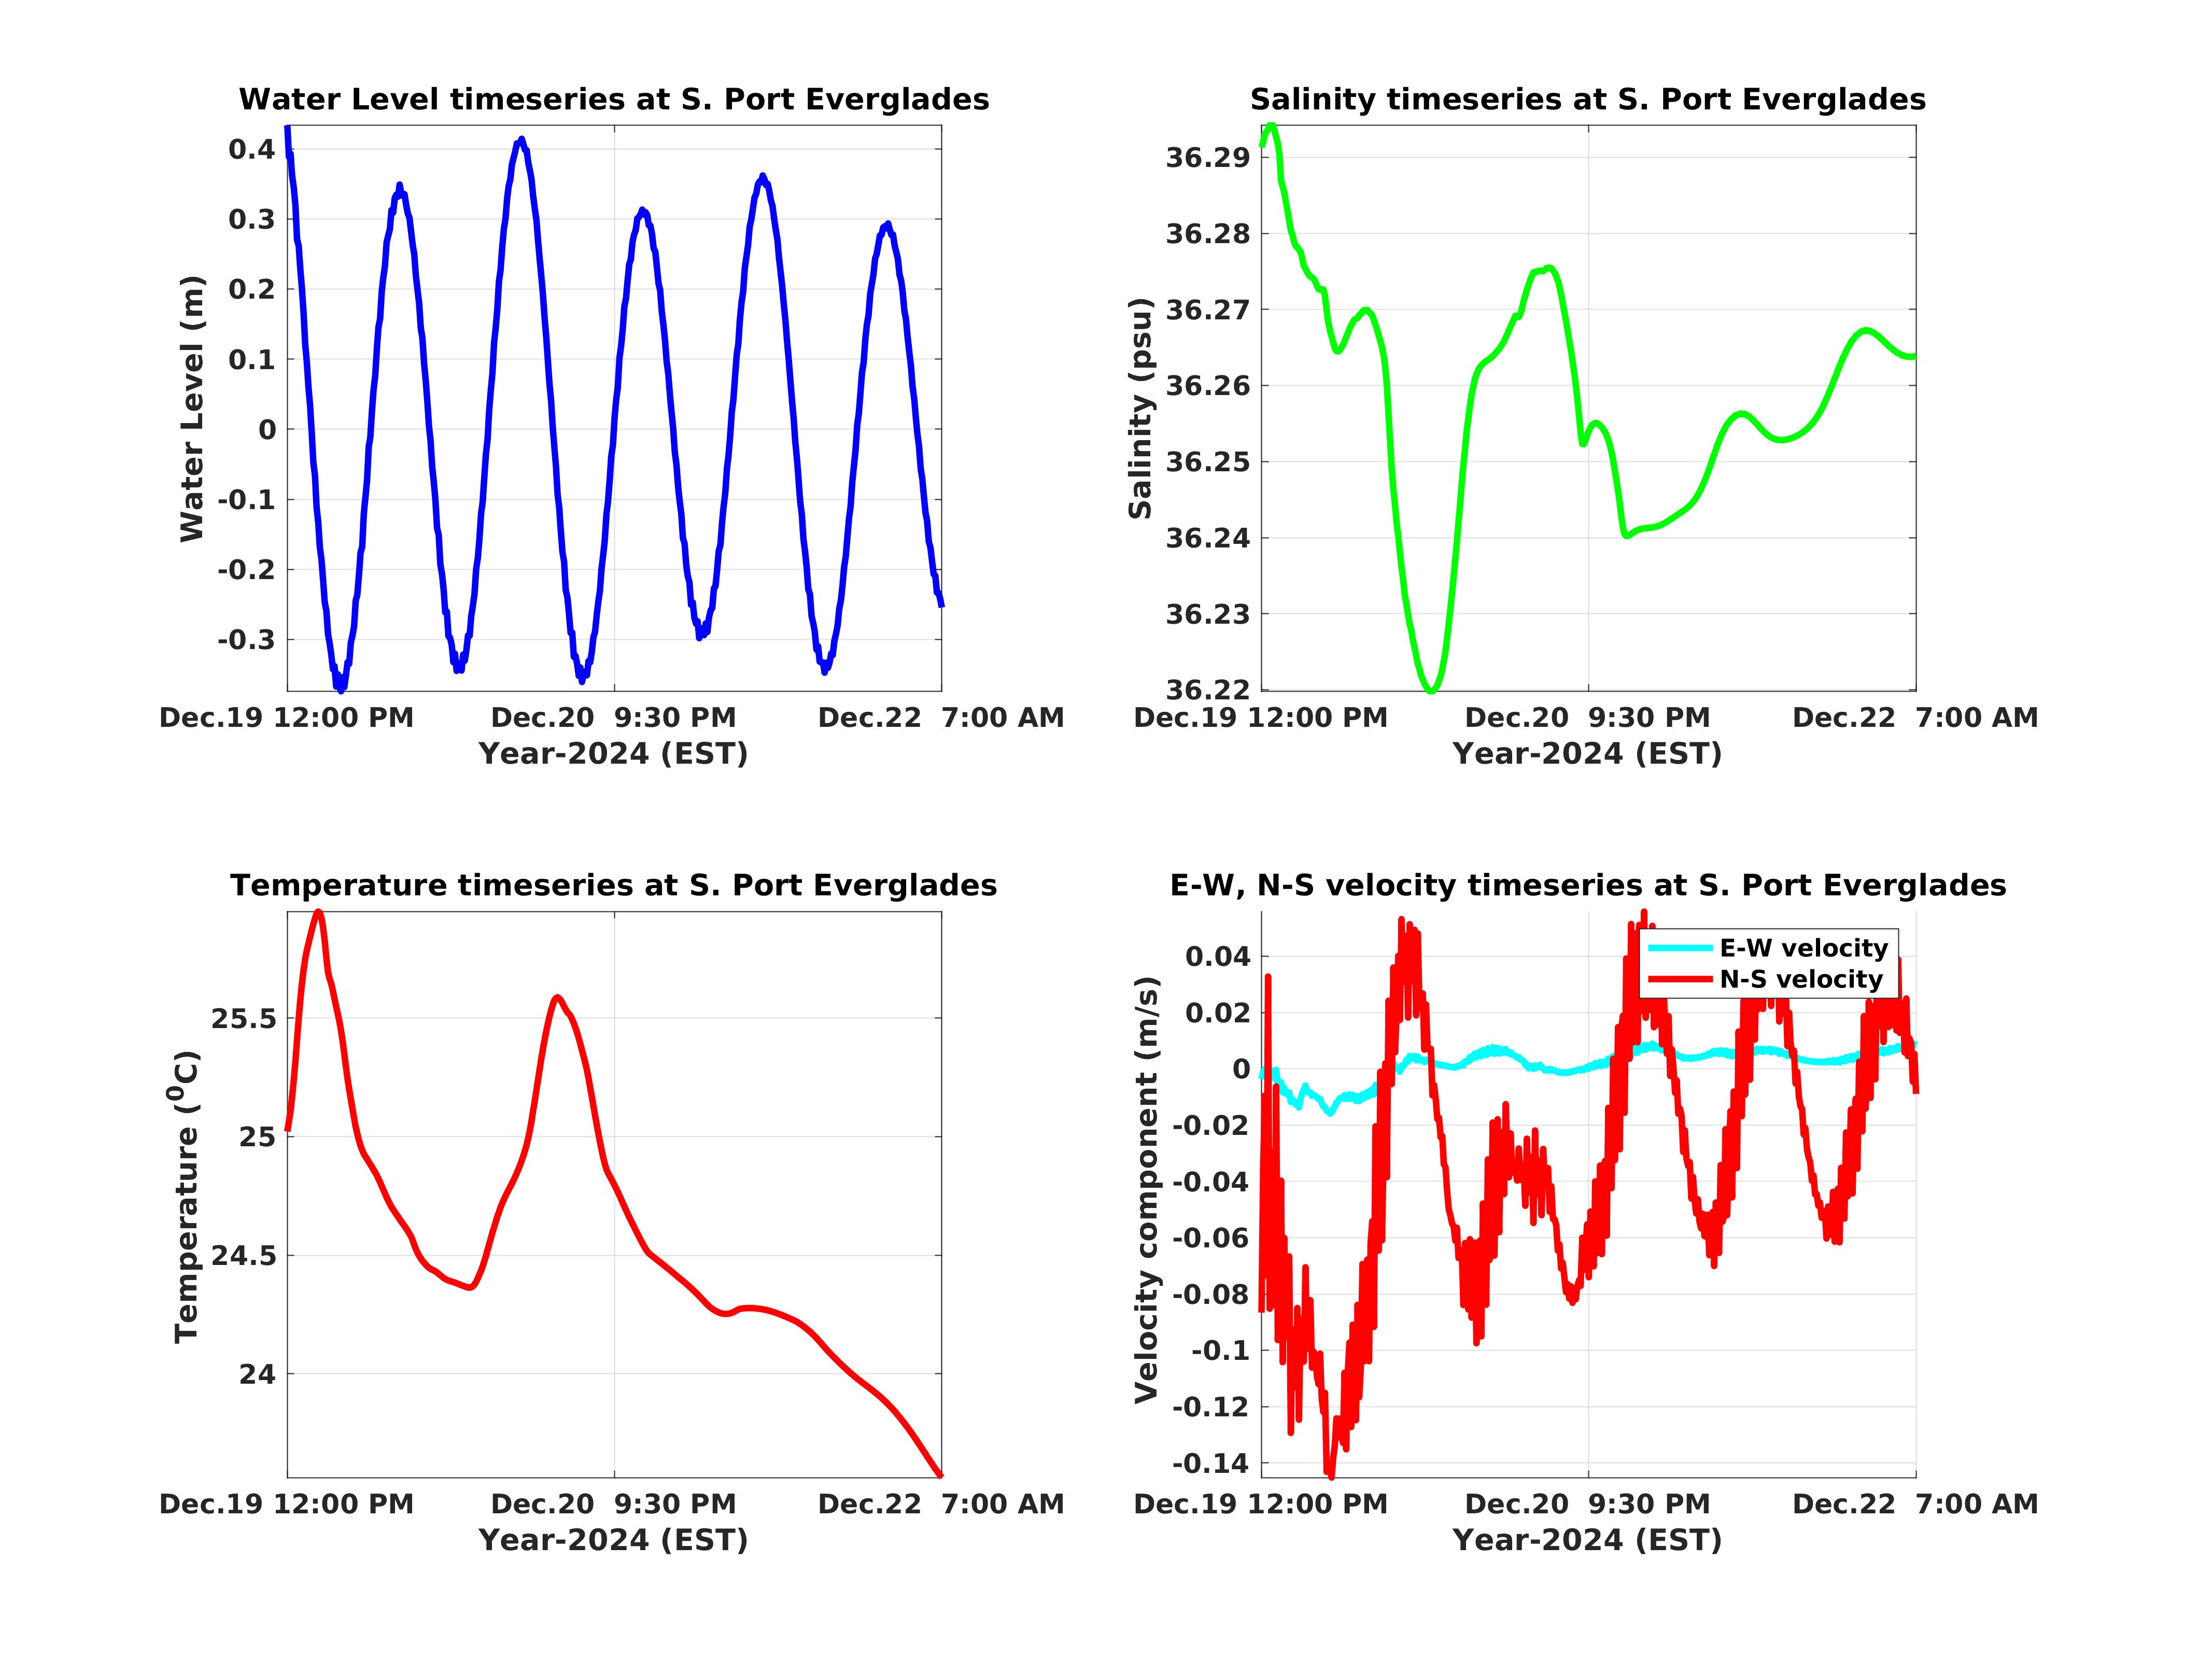 Water Level timeseries at S. Port Everglades
Water Level (m)
0.4
0.3
0.2
0.1
0
-0.1
-0.2
-0.3
Dec.19 12:00 PM
Dec.20 9:30 PM
Dec.22 7:00 AM
Year-2024 (EST)
Salinity timeseries at S. Port Everglades
Salinity (psu)
36.29
36.28
36.27
36.26
36.25
36.24
36.23
36.22
Dec.19 12:00 PM
Dec.20 9:30 PM
Dec.22 7:00 AM
Year-2024 (EST)
Temperature timeseries at S. Port Everglades
Temperature (⁰C)
25.5
25
24.5
24
Dec.19 12:00 PM
Dec.20 9:30 PM
Dec.22 7:00 AM
Year-2024 (EST)
E-W, N-S velocity timeseries at S. Port Everglades
Velocity component (m/s)
0.04
0.02
0
-0.02
-0.04
-0.06
-0.08
-0.1
-0.12
-0.14
E-W velocity
N-S velocity
Dec.19 12:00 PM
Dec.20 9:30 PM
Dec.22 7:00 AM
Year-2024 (EST)